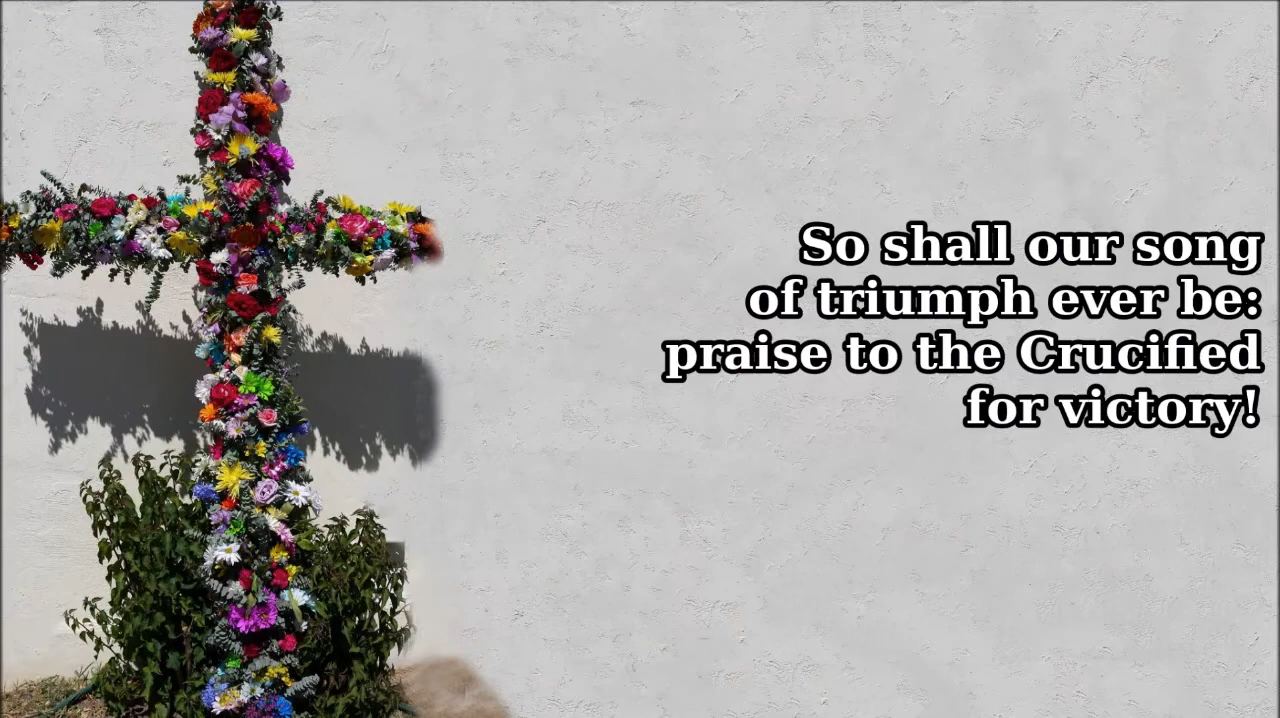 So shall our song
of triumph ever be:
praise to the Crucified
for victory!